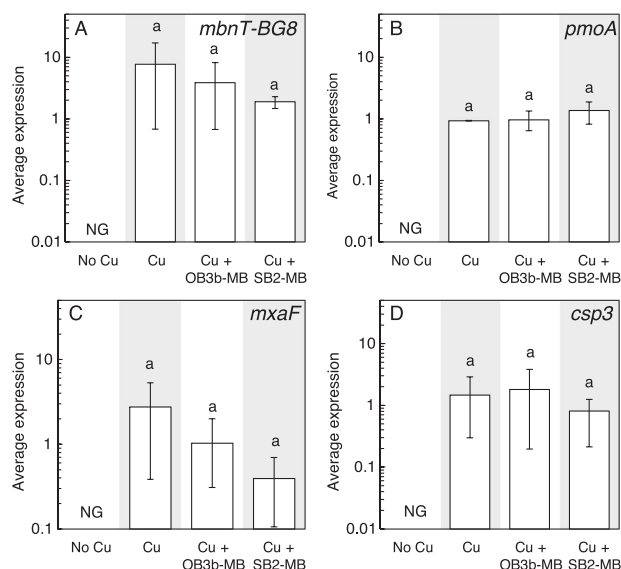 A
mbnT-BG8
Average expression
10
1
0.1
0.01
a
a
a
NG
No Cu
Cu
Cu +
OB3b-MB
Cu +
SB2-MB
B
pmoA
Average expression
10
1
0.1
0.01
a
a
a
NG
No Cu
Cu
Cu +
OB3b-MB
Cu +
SB2-MB
C
mxaF
Average expression
10
1
0.1
a
a
a
NG
No Cu
Cu
Cu +
OB3b-MB
Cu +
SB2-MB
D
csp3
Average expression
10
1
0.1
0.01
a
a
a
NG
No Cu
Cu
Cu +
OB3b-MB
Cu +
SB2-MB